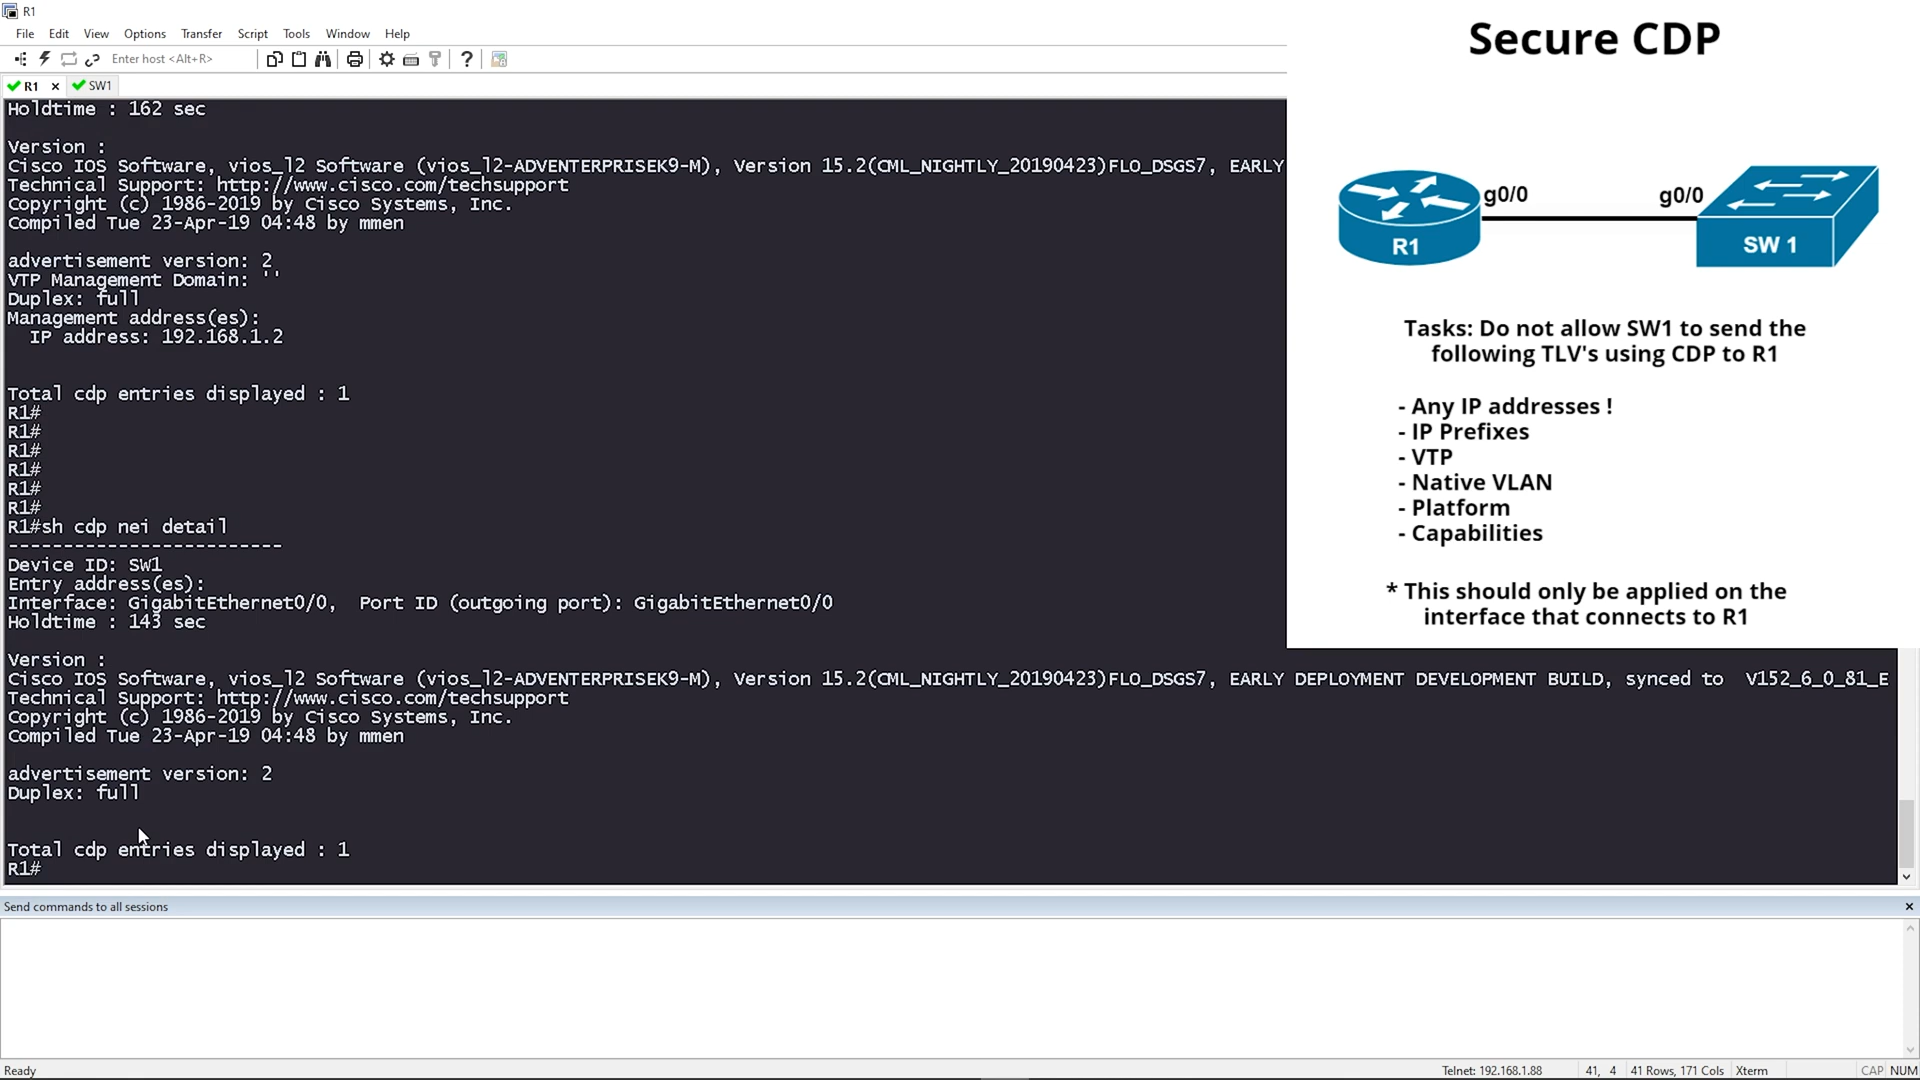 R1
File Edit View Options Transfer Script Tools Window Help
Enter host <Alt+R>
R1 x SW1
Holdtime : 162 sec
Version :
Cisco IOS Software, vios_l2 Software (vios_l2-ADVENTERPRISEK9-M), Version 15.2(CML_NIGHTLY_20190423)FLO_DSGS7, EARLY
Technical Support: http://www.cisco.com/techsupport
Copyright (c) 1986-2019 by Cisco Systems, Inc.
Compiled Tue 23-Apr-19 04:48 by mmen
advertisement version: 2
VTP Management Domain: ''
Duplex: full
Management address(es):
IP address: 192.168.1.2
Total cdp entries displayed : 1
R1#
R1#
R1#
R1#
R1#
R1#
R1#sh cdp nei detail
-------------------------
Device ID: SW1
Entry address(es):
Interface: GigabitEthernet0/0, Port ID (outgoing port): GigabitEthernet0/0
Holdtime : 143 sec
Version :
Cisco IOS Software, vios_l2 Software (vios_l2-ADVENTERPRISEK9-M), Version 15.2(CML_NIGHTLY_20190423)FLO_DSGS7, EARLY DEPLOYMENT DEVELOPMENT BUILD, synced to V152_6_0_81_E
Technical Support: http://www.cisco.com/techsupport
Copyright (c) 1986-2019 by Cisco Systems, Inc.
Compiled Tue 23-Apr-19 04:48 by mmen
advertisement version: 2
Duplex: full
Total cdp entries displayed : 1
R1#
Secure CDP
g0/0 g0/0
R1 SW 1
Tasks: Do not allow SW1 to send the
following TLV's using CDP to R1
- Any IP addresses !
- IP Prefixes
- VTP
- Native VLAN
- Platform
- Capabilities
* This should only be applied on the
interface that connects to R1
Send commands to all sessions x
Ready Telnet: 192.168.1.88 41, 4 41 Rows, 171 Cols Xterm CAP NUM